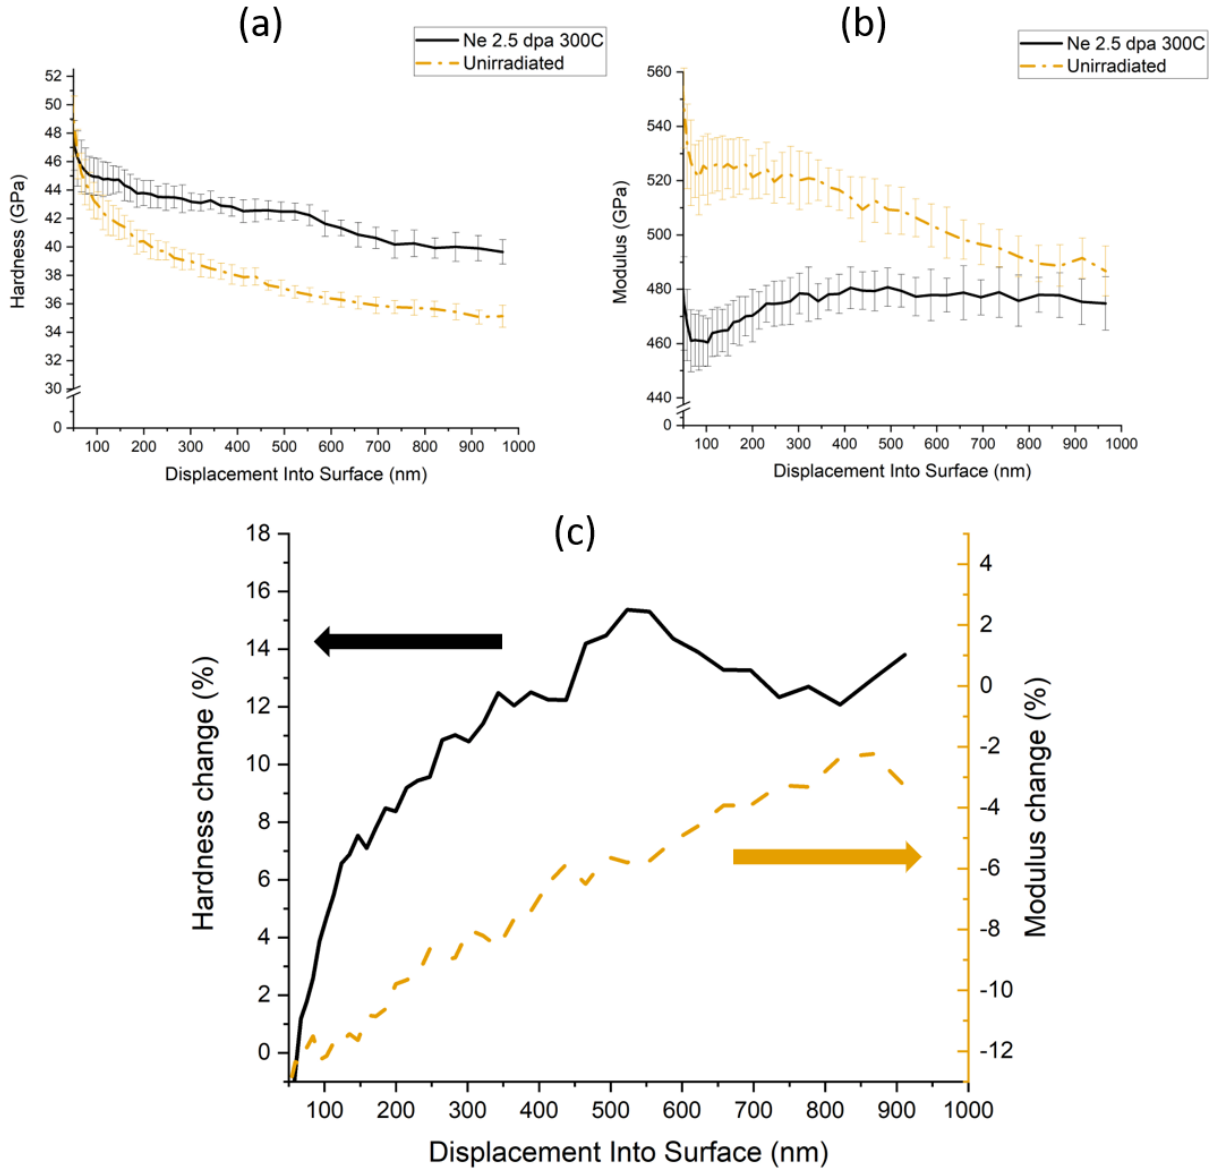 (a)
Ne 2.5 dpa 300C
Unirradiated
52
50
48
46
44
42
40
38
36
34
32
30
0
Hardness (GPa)
100 200 300 400 500 600 700 800 900 1000
Displacement Into Surface (nm)
(b)
Ne 2.5 dpa 300C
Unirradiated
560
540
520
500
480
460
440
0
Modulus (GPa)
100 200 300 400 500 600 700 800 900 1000
Displacement Into Surface (nm)
(c)
18
16
14
12
10
8
6
4
2
0
Hardness change (%)
4
2
0
-2
-4
-6
-8
-10
-12
Modulus change (%)
100 200 300 400 500 600 700 800 900 1000
Displacement Into Surface (nm)